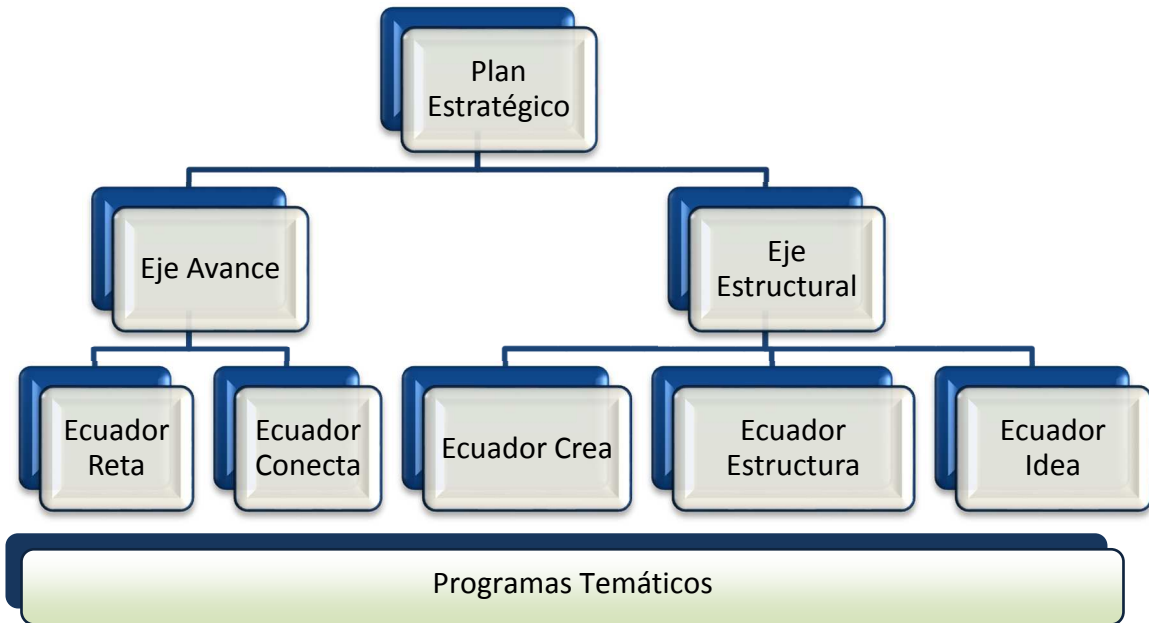 Plan
Estratégico
Eje Avance
Eje
Estructural
Ecuador
Reta
Ecuador
Conecta
Ecuador Crea
Ecuador
Estructura
Ecuador
Idea
Programas Temáticos